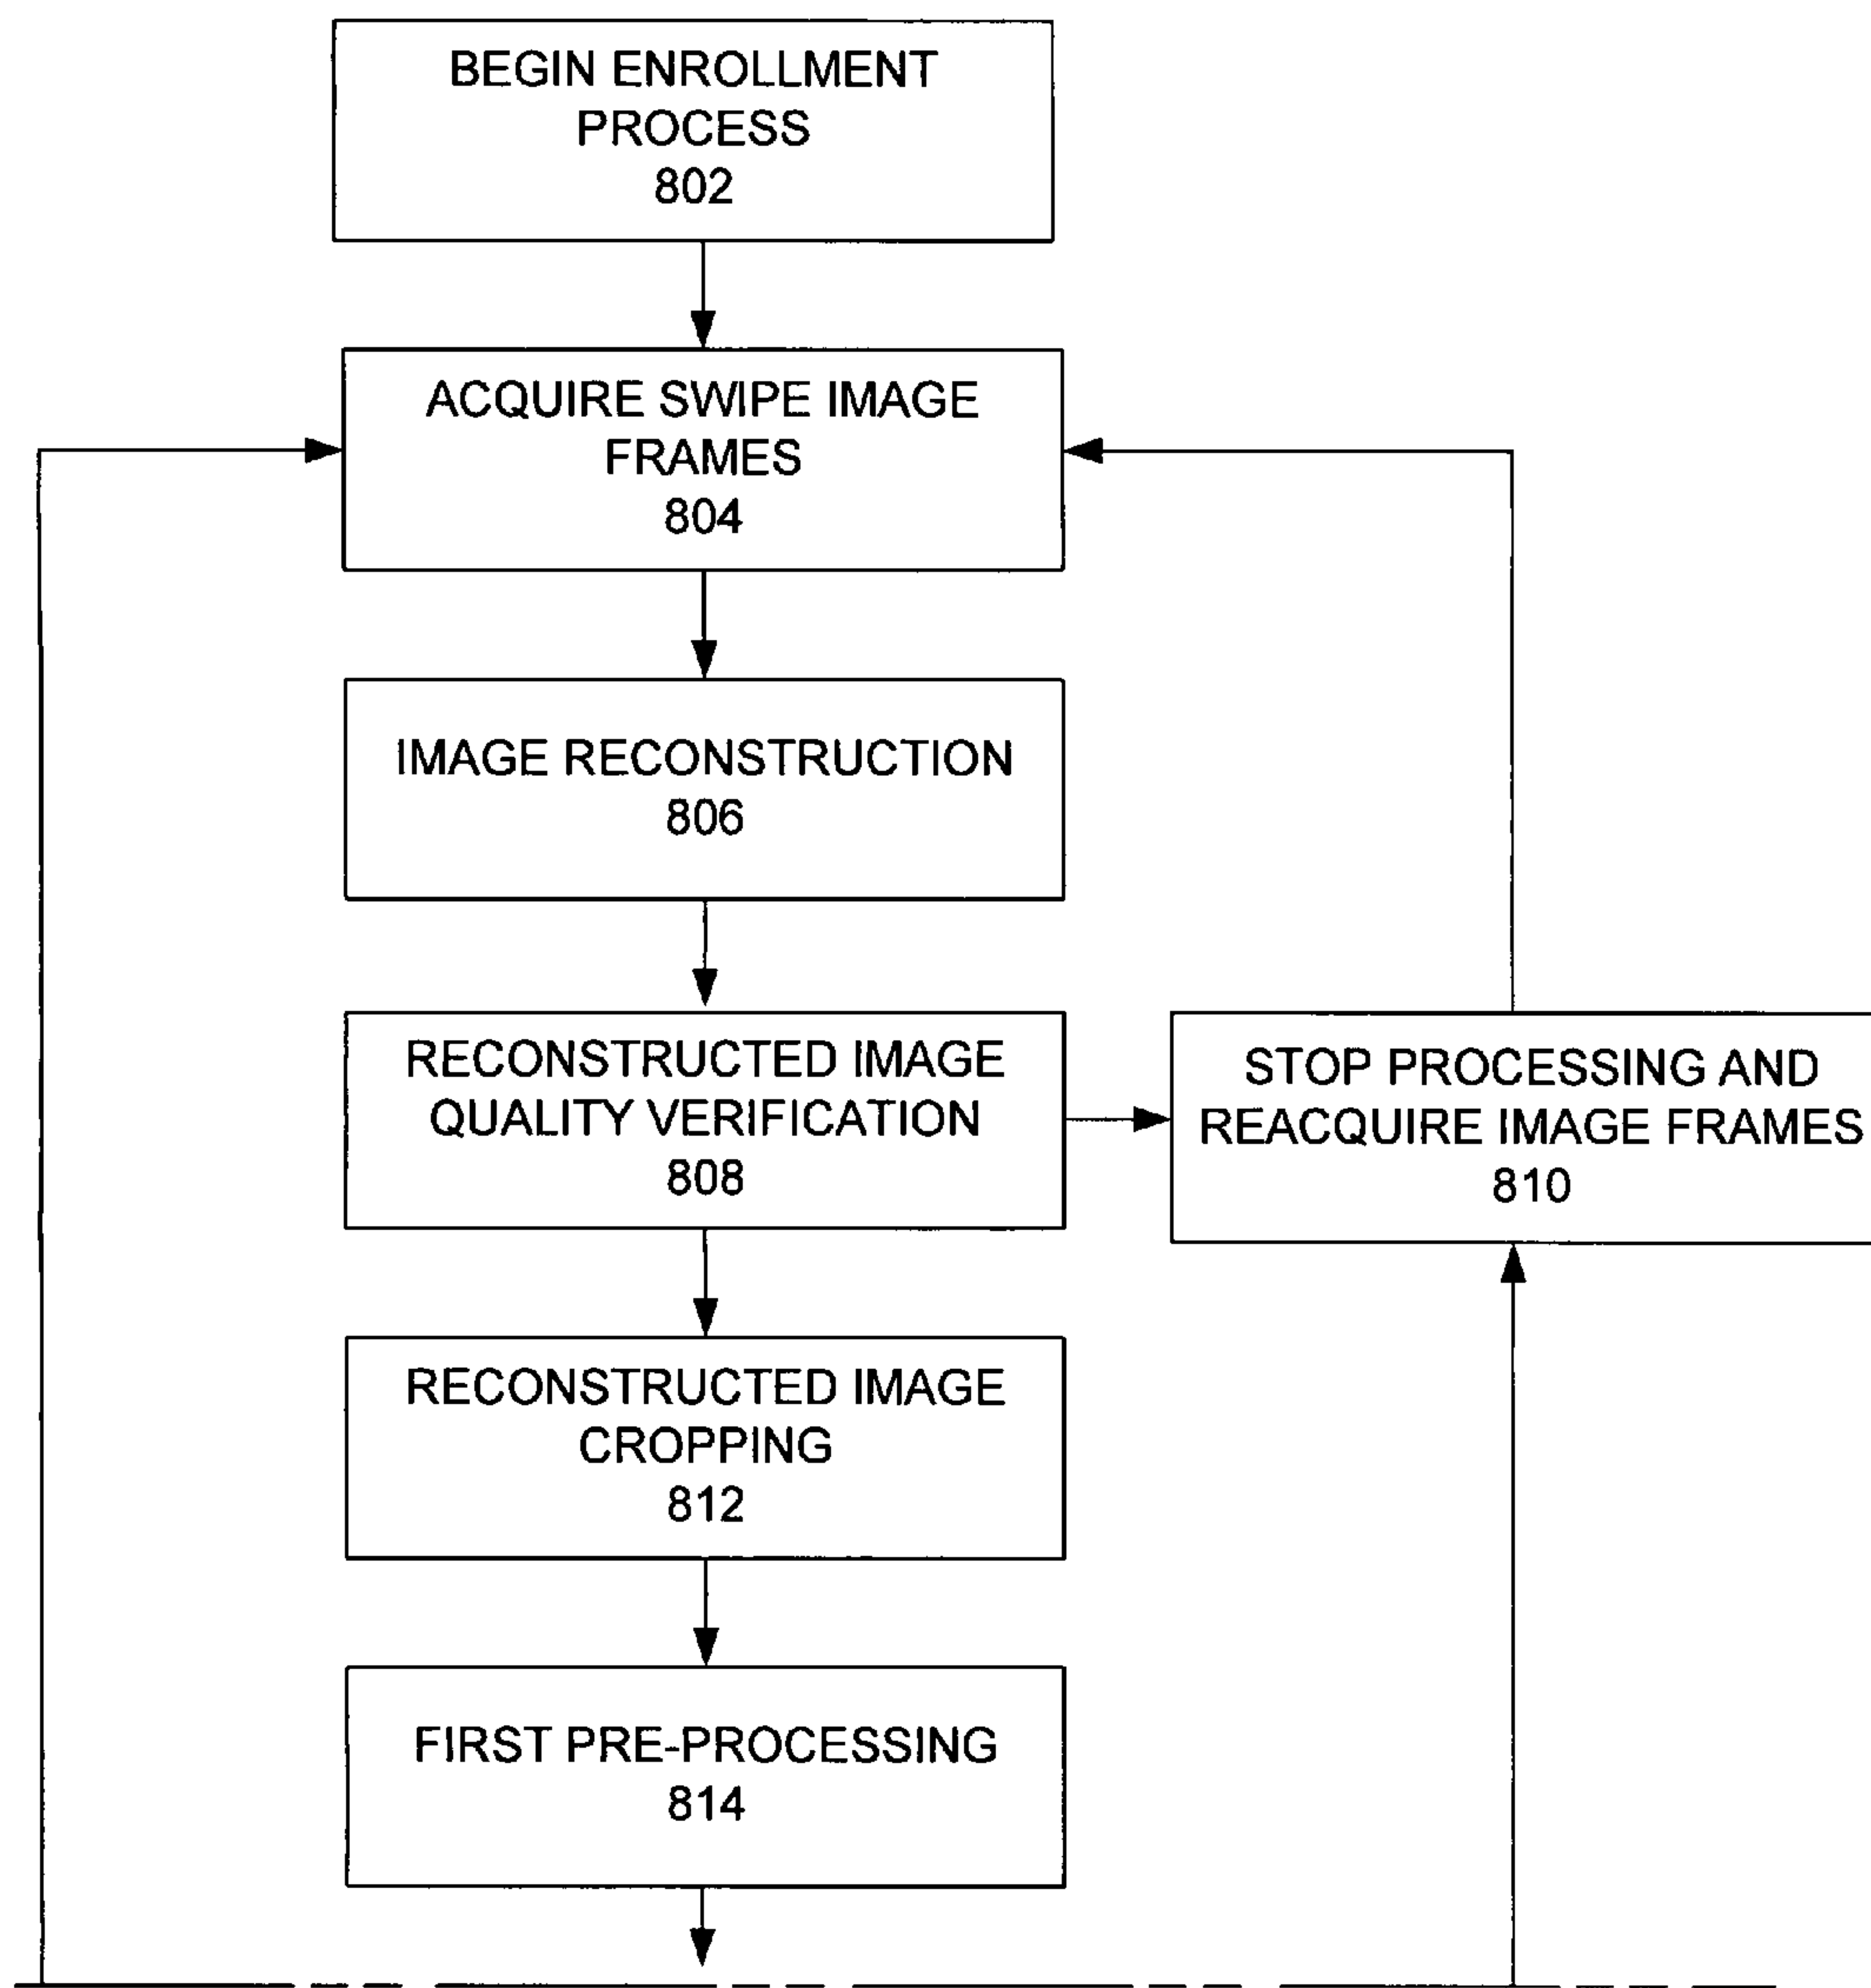 BEGIN ENROLLMENT
PROCESS
802
ACQUIRE SWIPE IMAGE
FRAMES
804
IMAGE RECONSTRUCTION
806
RECONSTRUCTED IMAGE
QUALITY VERIFICATION
808
STOP PROCESSING AND
REACQUIRE IMAGE FRAMES
810
RECONSTRUCTED IMAGE
CROPPING
812
FIRST PRE-PROCESSING
814